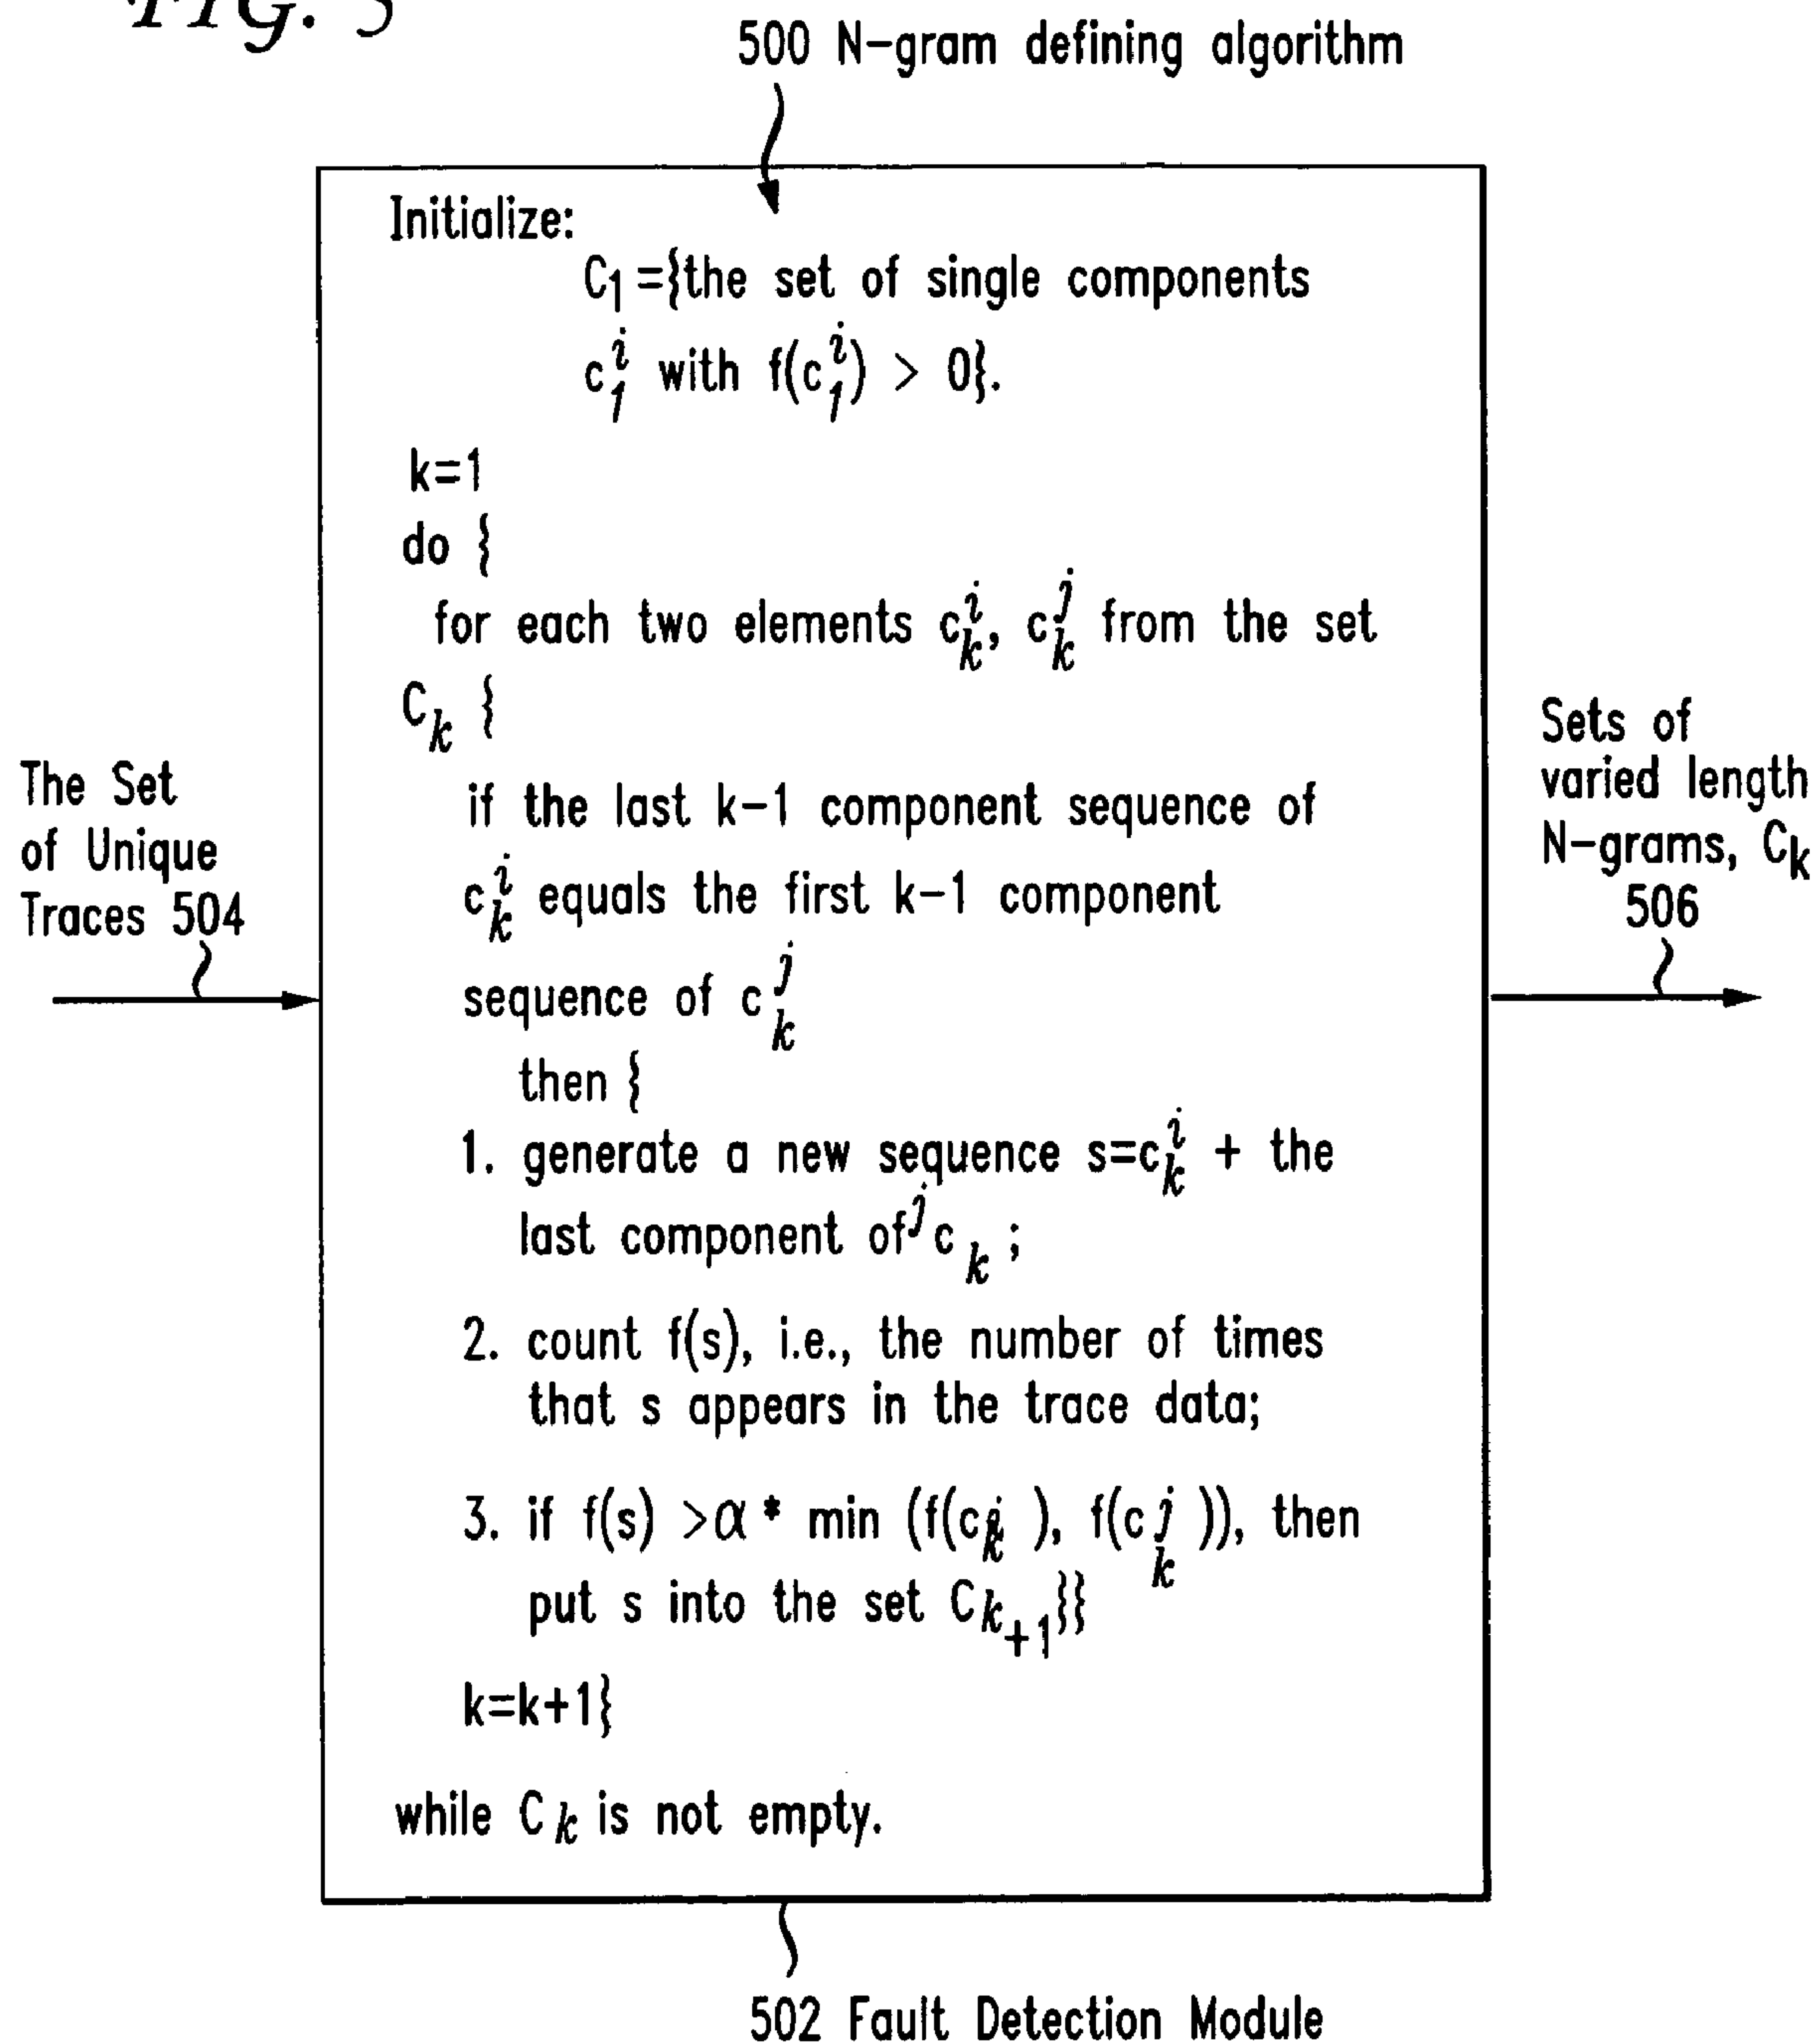 FIG. 5
500 N-gram defining algorithm
Initialize:
C₁={the set of single components
c₁ⁱ with f(c₁ⁱ) > 0}.
k=1
do {
for each two elements cₖⁱ, cₖʲ from the set
Cₖ {
if the last k-1 component sequence of
cₖⁱ equals the first k-1 component
sequence of cₖʲ
then {
1. generate a new sequence s=cₖⁱ + the
last component of ʲcₖ ;
2. count f(s), i.e., the number of times
that s appears in the trace data;
3. if f(s) >α * min (f(cₖⁱ ), f(cₖʲ )), then
put s into the set Cₖ₊₁}}
k=k+1}
while Cₖ is not empty.
The Set
of Unique
Traces 504
Sets of
varied length
N-grams, Cₖ
506
502 Fault Detection Module